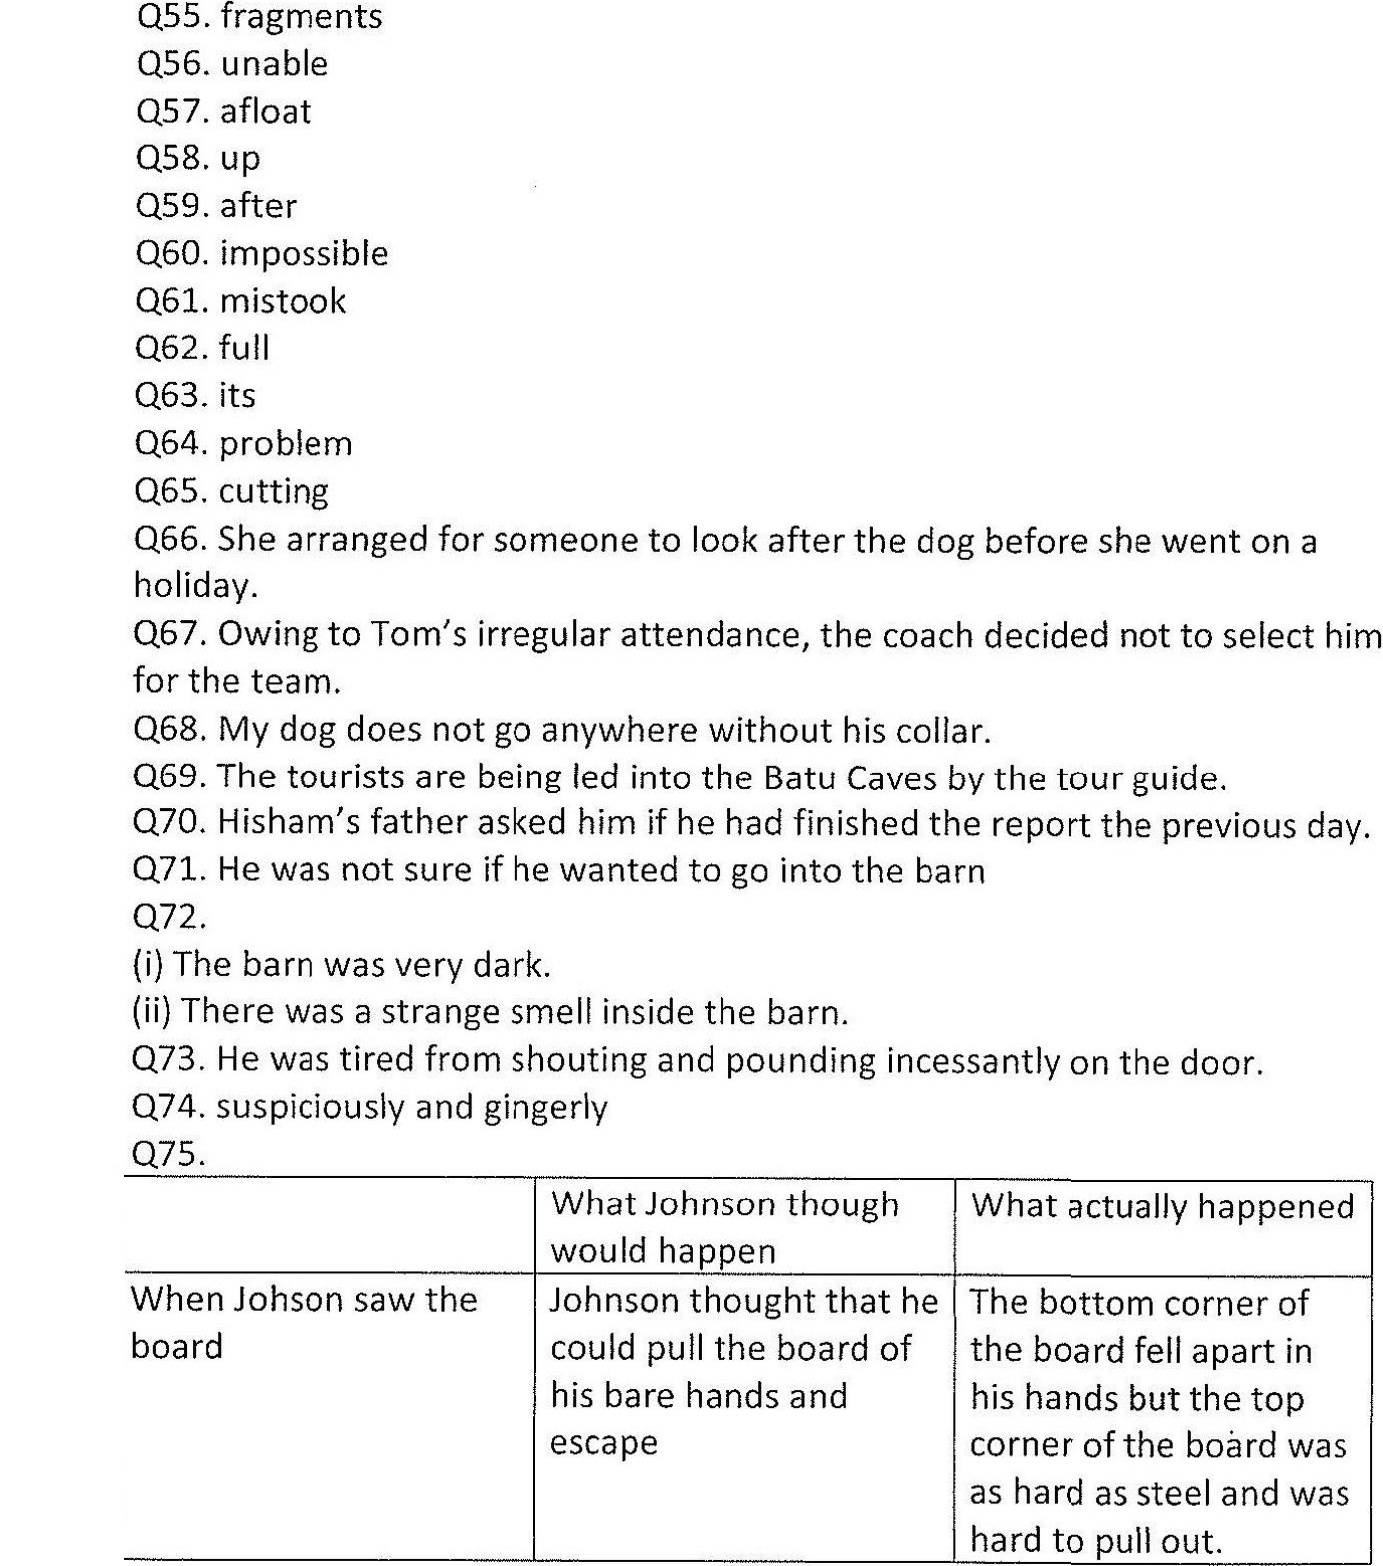 Q55. fragments
Q56. unable
Q57. afloat
Q58. up
Q59. after
Q60. impossible
Q61. mistook
Q62. full
Q63. its
Q64. problem
Q65. cutting
Q66. She arranged for someone to look after the dog before she went on a
holiday.
Q67. Owing to Tom's irregular attendance, the coach decided not to select him
for the team.
Q68. My dog does not go anywhere without his collar.
Q69. The tourists are being led into the Batu Caves by the tour guide.
Q70. Hisham's father asked him if he had finished the report the previous day.
Q71. He was not sure if he wanted to go into the barn
Q72.
(i) The barn was very dark.
(ii) There was a strange smell inside the barn.
Q73. He was tired from shouting and pounding incessantly on the door.
Q74. suspiciously and gingerly
Q75.
What Johnson though
would happen
What actually happened
When Johson saw the
board
Johnson thought that he
could pull the board of
his bare hands and
escape
The bottom corner of
the board fell apart in
his hands but the top
corner of the board was
as hard as steel and was
hard to pull out.